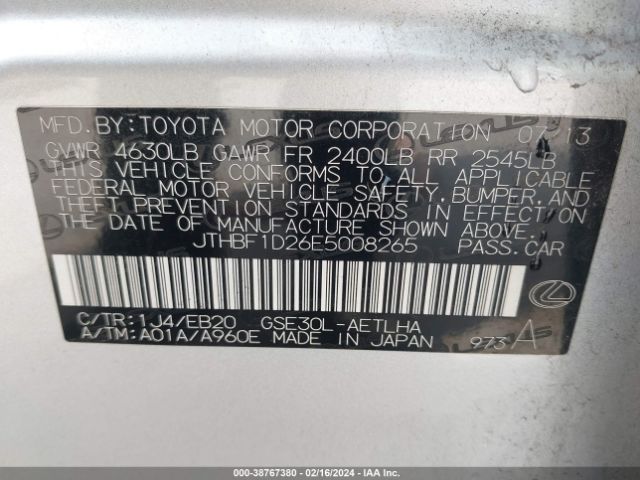 MFD.BY:TOYOTA MOTOR CORPORATION 07/13
GVWR 4630LB GAWR FR 2400LB RR 2545LB
THIS VEHICLE CONFORMS TO ALL APPLICABLE
FEDERAL MOTOR VEHICLE SAFETY,BUMPER,AND
THEFT PREVENTION STANDARDS IN EFFECT ON
THE DATE OF MANUFACTURE SHOWN ABOVE.
JTHBF1D26E5008265 PASS.CAR
C/TR:1J4/EB20 GSE30L-AETLHA
A/TM:A01A/A960E MADE IN JAPAN 973 A
000-38767380 - 02/16/2024 - IAA Inc.